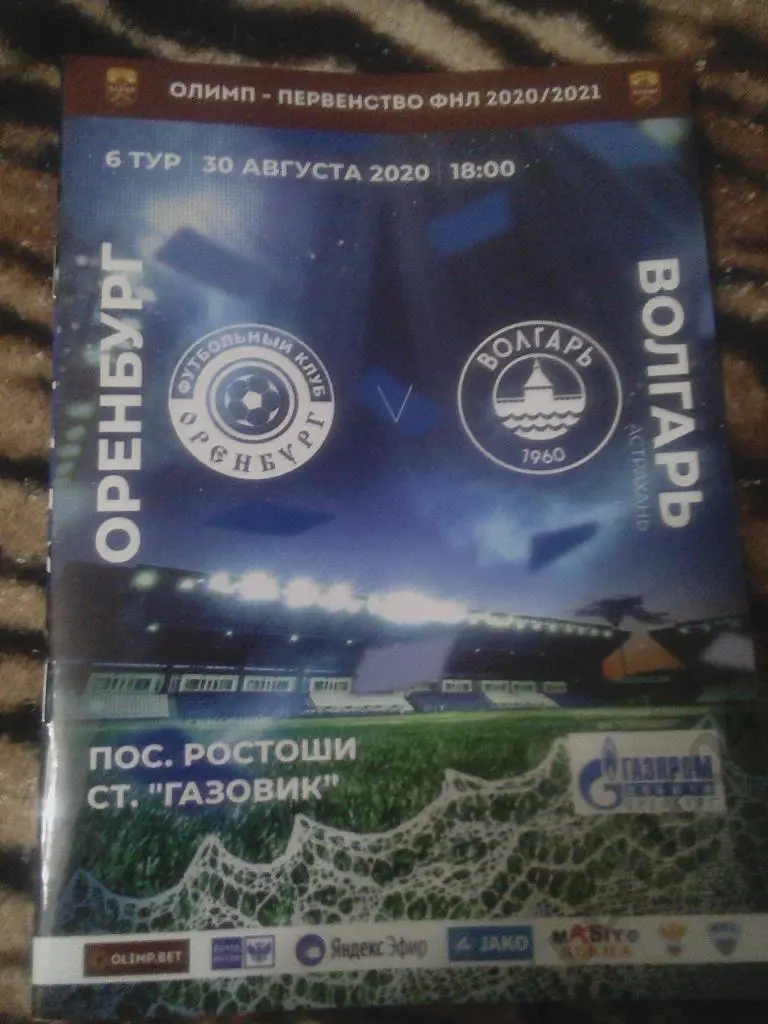 ОЛИМП - ПЕРВЕНСТВО ФНЛ 2020/2021
6 ТУР | 30 АВГУСТА 2020 | 18:00
ОРЕНБУРГ
ФУТБОЛЬНЫЙ КЛУБ
ОРЕНБУРГ
V
ВОЛГАРЬ
1960
ВОЛГАРЬ
АСТРАХАНЬ
ПОС. РОСТОШИ
СТ. "ГАЗОВИК"
ГАЗПРОМ
OLIMP.BET
Яндекс Эфир
JAKO